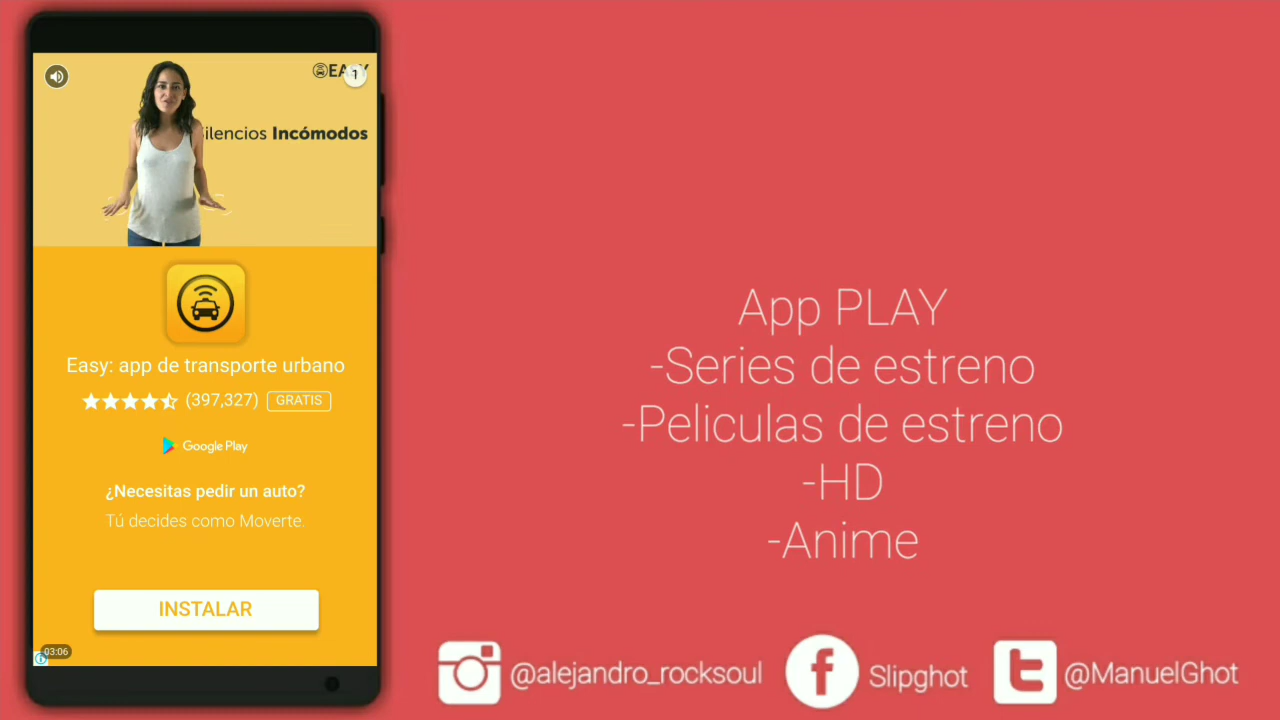 1
ilencios Incómodos
Easy: app de transporte urbano
(397,327) GRATIS
Google Play
¿Necesitas pedir un auto?
Tú decides como Moverte.
INSTALAR
03:06
App PLAY
-Series de estreno
-Peliculas de estreno
-HD
-Anime
@alejandro_rocksoul
Slipghot
@ManuelGhot